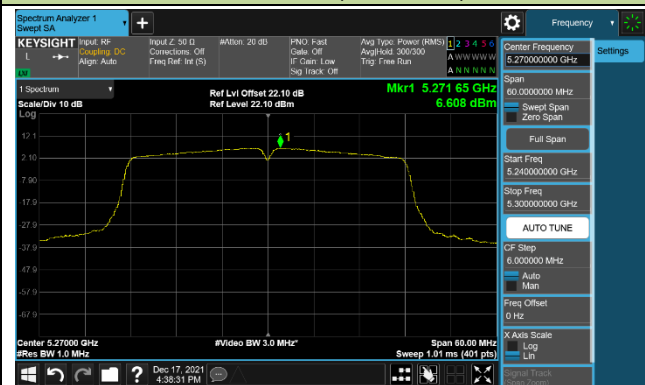 Spectrum Analyzer 1
Swept SA
Frequency
KEYSIGHT
L
Input: RF
Coupling: DC
Align: Auto
Input Z: 50 Ω
Corrections: Off
Freq Ref: Int (S)
#Atten: 20 dB
PNO: Fast
Gate: Off
IF Gain: Low
Sig Track: Off
Avg Type: Power (RMS)
Avg|Hold: 300/300
Trig: Free Run
1 2 3 4 5 6
A W W W W W
A N N N N N
1 Spectrum
Scale/Div 10 dB
Log
Ref Lvl Offset 22.10 dB
Ref Level 22.10 dBm
Mkr1 5.271 65 GHz
6.608 dBm
1
12.1
2.10
-7.90
-17.9
-27.9
-37.9
-47.9
-57.9
-67.9
Center 5.27000 GHz
#Res BW 1.0 MHz
#Video BW 3.0 MHz*
Span 60.00 MHz
Sweep 1.01 ms (401 pts)
Dec 17, 2021
4:38:31 PM
Center Frequency
5.270000000 GHz
Settings
Span
60.0000000 MHz
Swept Span
Zero Span
Full Span
Start Freq
5.240000000 GHz
Stop Freq
5.300000000 GHz
AUTO TUNE
CF Step
6.000000 MHz
Auto
Man
Freq Offset
0 Hz
X Axis Scale
Log
Lin
Signal Track
(Span Zoom)